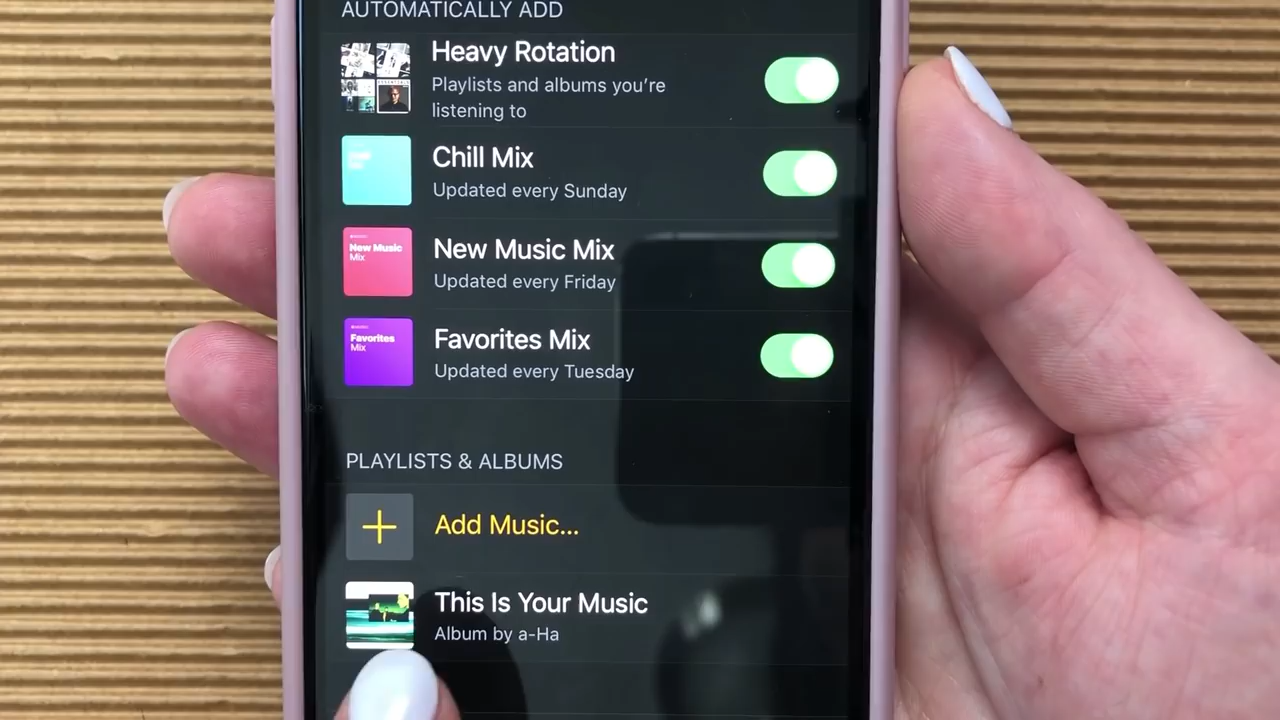 AUTOMATICALLY ADD
Heavy Rotation
Playlists and albums you're
listening to
Chill Mix
Updated every Sunday
New Music
Mix
New Music Mix
Updated every Friday
Favorites
Mix
Favorites Mix
Updated every Tuesday
PLAYLISTS & ALBUMS
Add Music...
This Is Your Music
Album by a-Ha